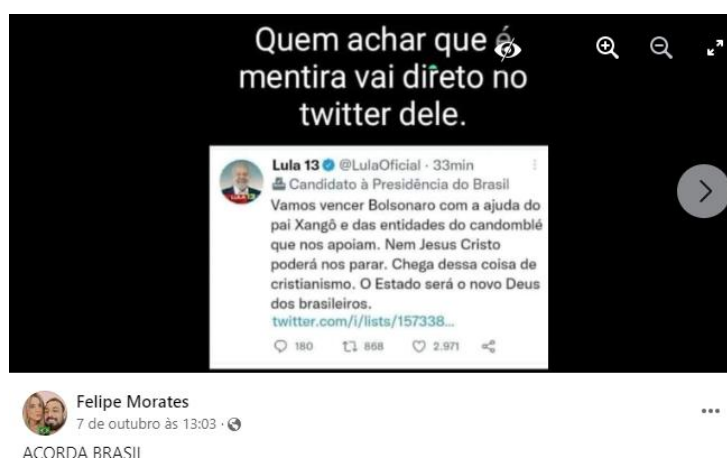 Quem achar que é
mentira vai direto no
twitter dele.
Lula 13 @LulaOficial · 33min
Candidato à Presidência do Brasil
Vamos vencer Bolsonaro com a ajuda do
pai Xangô e das entidades do candomblé
que nos apoiam. Nem Jesus Cristo
poderá nos parar. Chega dessa coisa de
cristianismo. O Estado será o novo Deus
dos brasileiros.
twitter.com/i/lists/157338...
180 868 2.971
Felipe Morates
7 de outubro às 13:03 ·
ACORDA BRASIL